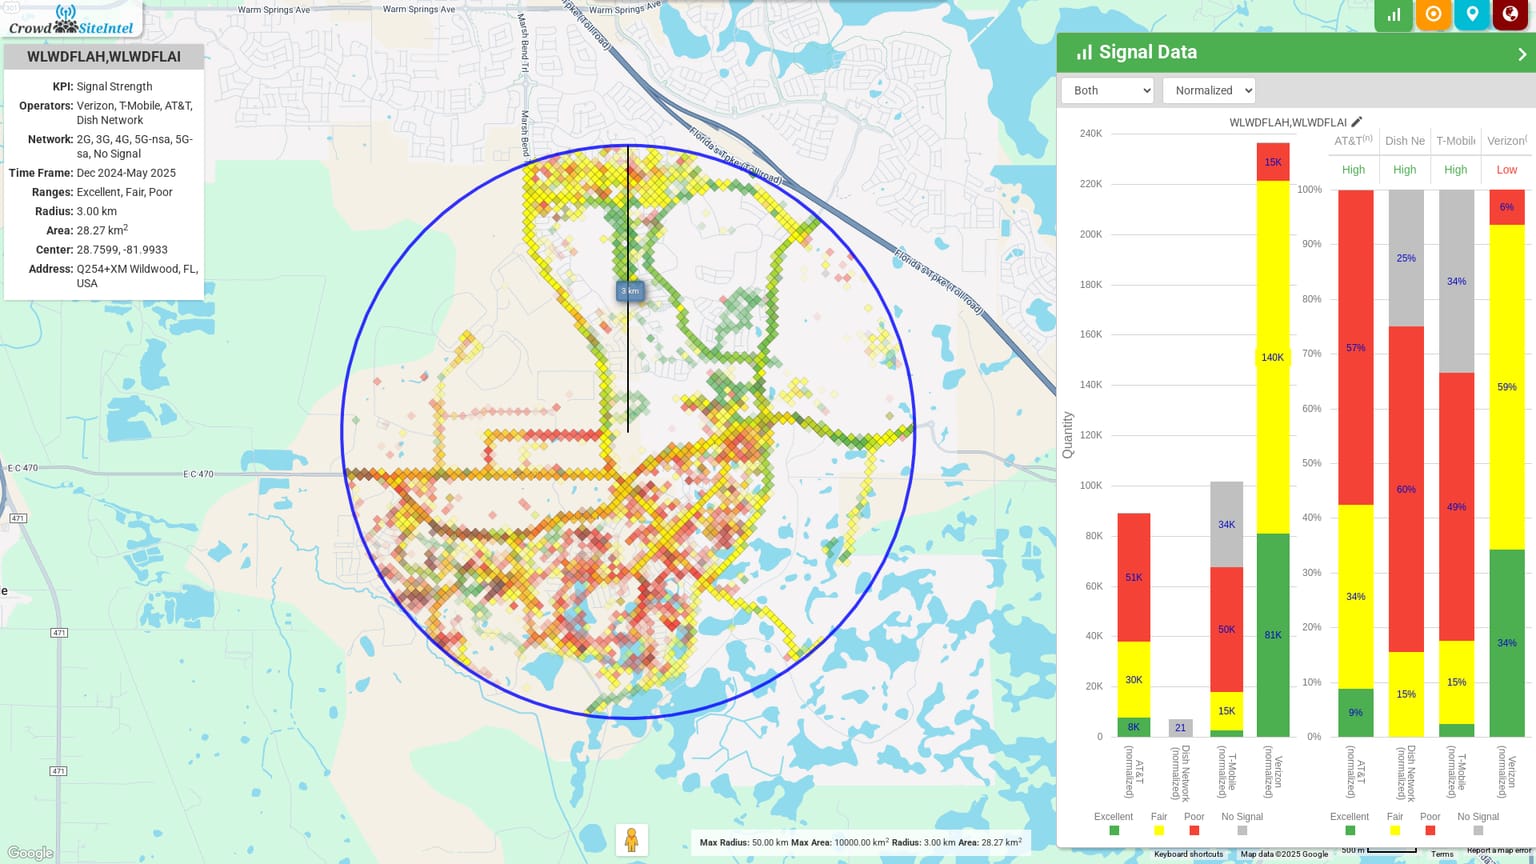 Crowd SiteIntel
WLWDFLAH,WLWDFLAI
KPI: Signal Strength
Operators: Verizon, T-Mobile, AT&T,
Dish Network
Network: 2G, 3G, 4G, 5G-nsa, 5G-
sa, No Signal
Time Frame: Dec 2024-May 2025
Ranges: Excellent, Fair, Poor
Radius: 3.00 km
Area: 28.27 km2
Center: 28.7599, -81.9933
Address: Q254+XM Wildwood, FL,
USA
Warm Springs Ave
Warm Springs Ave
Warm Springs Ave
Marsh Bend Trl
Marsh Bend
Tpke (Tollroad)
Florida's Tpke (Tollroad)
Florida's Tpke (Tollroad)
3 km
E C 470
E C 470
471
471
471
Google
Max Radius: 50.00 km Max Area: 10000.00 km2 Radius: 3.00 km Area: 28.27 km2
Signal Data
Both
Normalized
WLWDFLAH,WLWDFLAI
Quantity
240K
220K
200K
180K
160K
140K
120K
100K
80K
60K
40K
20K
0
51K
30K
8K
21
34K
50K
15K
15K
140K
81K
AT&T (normalized)
Dish Network (normalized)
T-Mobile (normalized)
Verizon (normalized)
Excellent
Fair
Poor
No Signal
AT&T(n)
Dish Ne
T-Mobile
Verizon(
High
High
High
Low
100%
90%
80%
70%
60%
50%
40%
30%
20%
10%
0%
57%
34%
9%
25%
60%
15%
34%
49%
15%
6%
59%
34%
AT&T (normalized)
Dish Network (normalized)
T-Mobile (normalized)
Verizon (normalized)
Excellent
Fair
Poor
No Signal
Keyboard shortcuts
Map data ©2025 Google
500 m
Terms
Report a map error